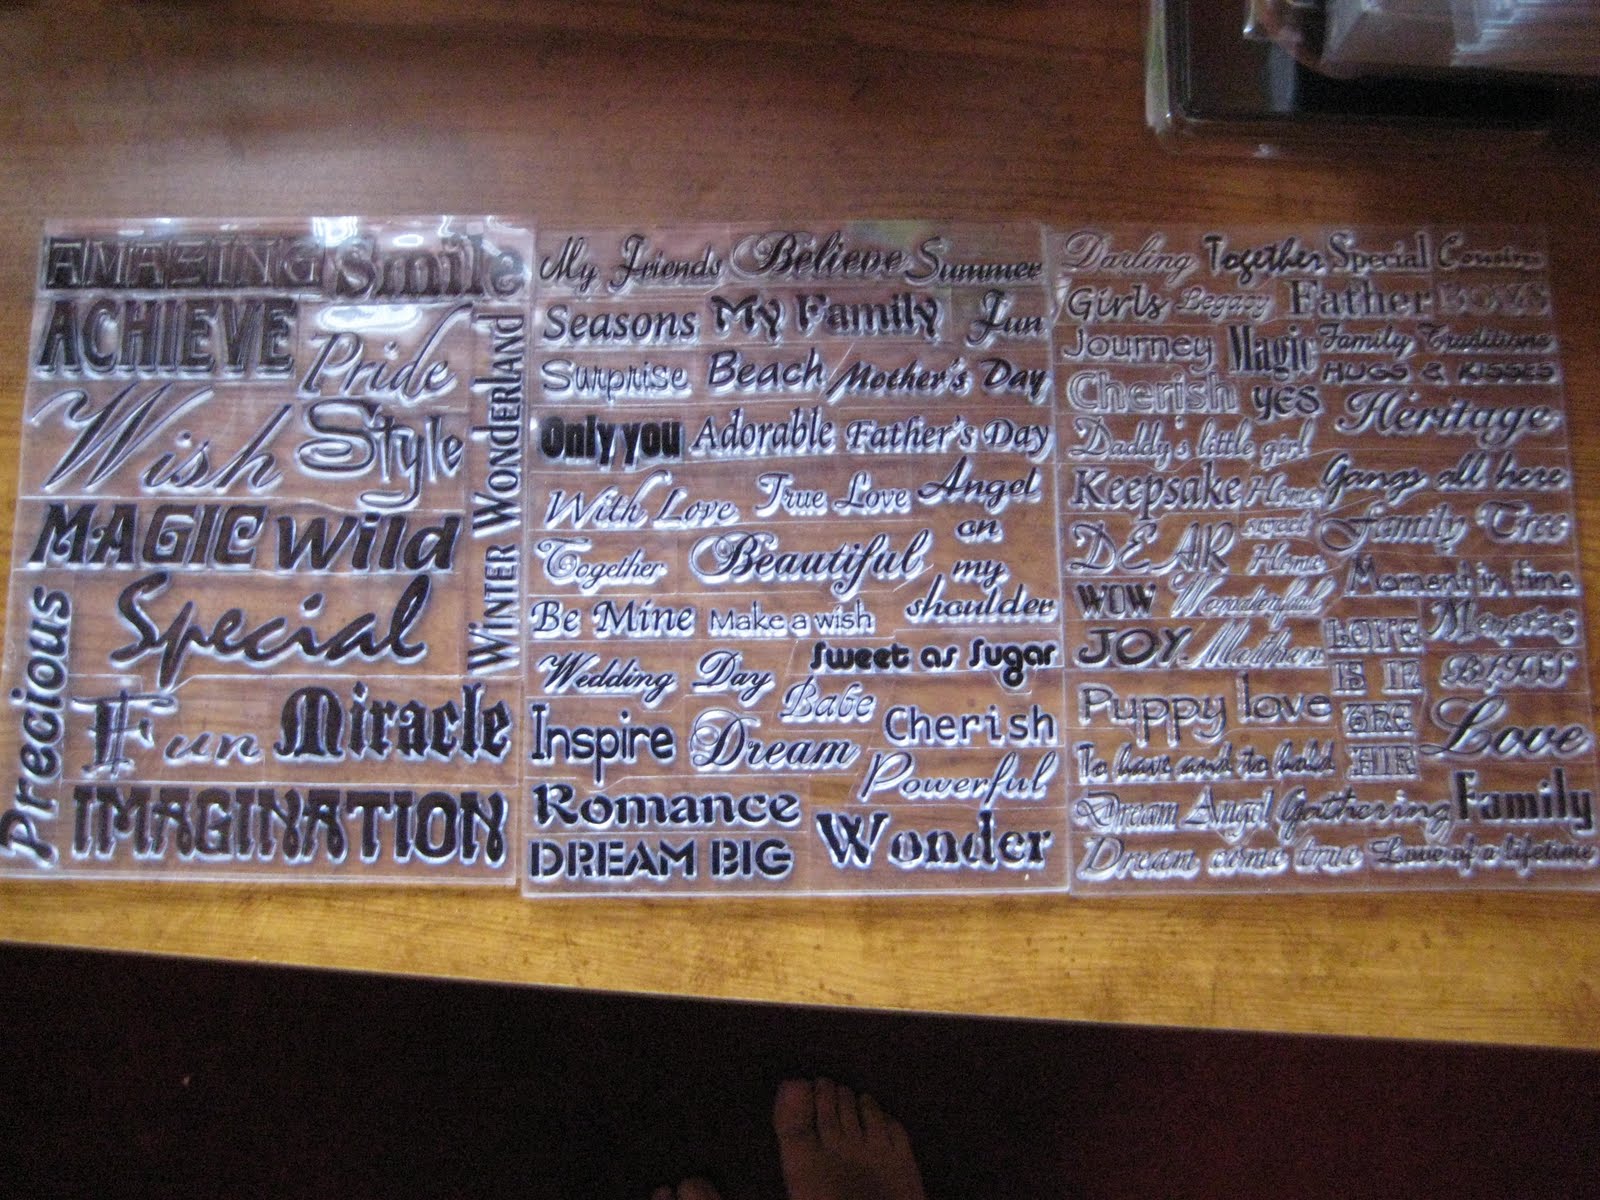 AMAZING Smile
ACHIEVE Pride
Wish Style
WINTER WONDERLAND
MAGIC Wild
Special
Precious
Fun Miracle
IMAGINATION
My Friends Believe Summer
Seasons My Family Fun
Surprise Beach Mother's Day
Only you Adorable Father's Day
With Love True Love Angel
on
my
shoulder
Together Beautiful
Be Mine Make a wish
Wedding Day Sweet as Sugar
Babe
Inspire Dream Cherish
Powerful
Romance Wonder
DREAM BIG
Darling Together Special Cousins
Girls Legacy Father BOYS
Journey Magic Family Traditions
HUGS & KISSES
Cherish yes Heritage
Daddy's little girl
Keepsake Home
sweet
Home
Gangs all here
DEAR Family Tree
Moment in time
WOW Wonderful
Memories
JOY Mother
LOVE
IS IN
THE
AIR
BLISS
Puppy love Love
To have and to hold
Dream Angel Gathering Family
Dream come true Love of a lifetime